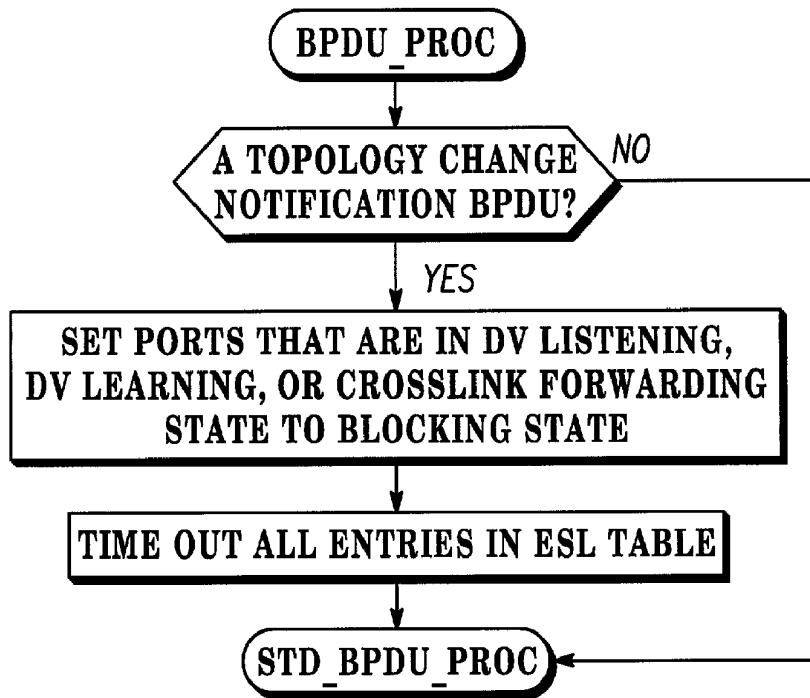 BPDU_PROC
A TOPOLOGY CHANGE
NOTIFICATION BPDU?
NO
YES
SET PORTS THAT ARE IN DV LISTENING,
DV LEARNING, OR CROSSLINK FORWARDING
STATE TO BLOCKING STATE
TIME OUT ALL ENTRIES IN ESL TABLE
STD_BPDU_PROC